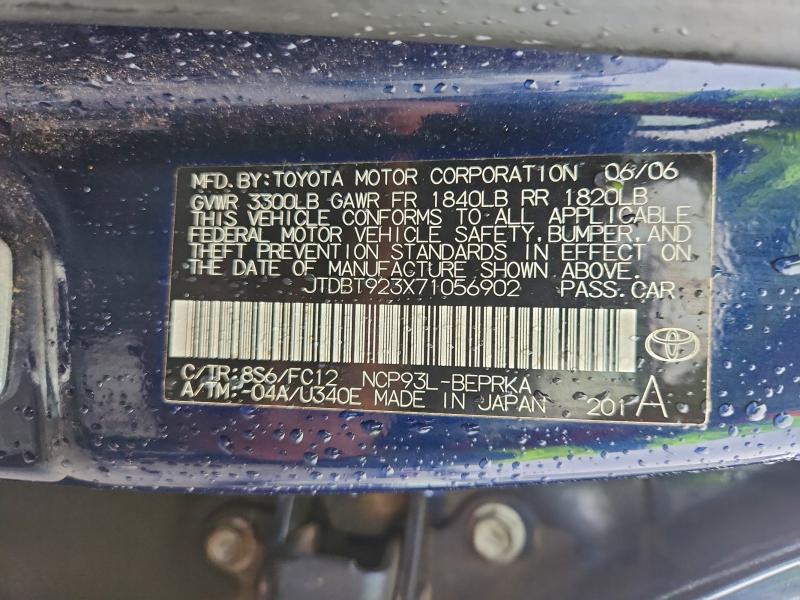 MFD. BY: TOYOTA MOTOR CORPORATION 06/06
GVWR 3300LB GAWR FR 1840LB RR 1820LB
THIS VEHICLE CONFORMS TO ALL APPLICABLE
FEDERAL MOTOR VEHICLE SAFETY, BUMPER, AND
THEFT PREVENTION STANDARDS IN EFFECT ON
THE DATE OF MANUFACTURE SHOWN ABOVE.
JTDBT923X71056902 PASS. CAR
C/TR: 8S6/FC12 NCP93L-BEPRKA
A/TM: -04A/U340E MADE IN JAPAN 201 A